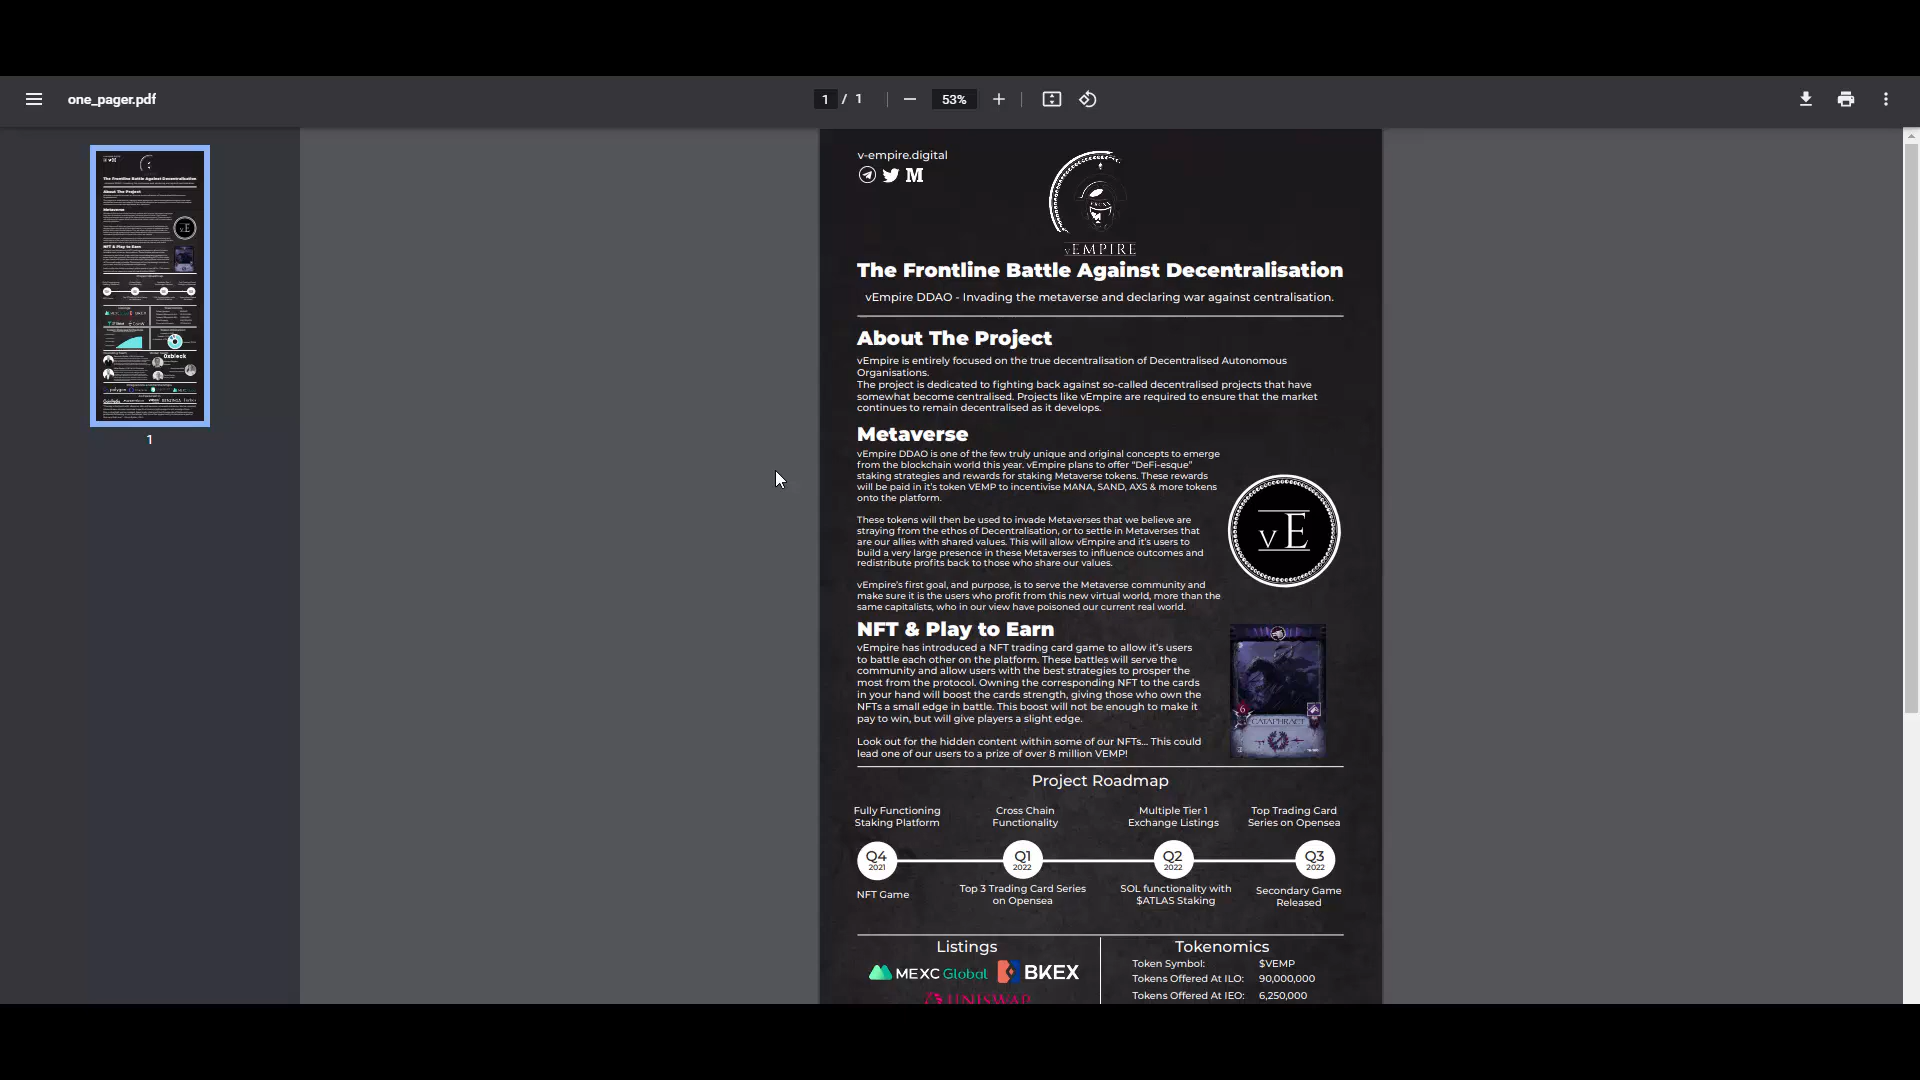 one_pager.pdf
1 / 1
53%
1
v-empire.digital
vEMPIRE
The Frontline Battle Against Decentralisation
vEmpire DDAO - Invading the metaverse and declaring war against centralisation.
About The Project
vEmpire is entirely focused on the true decentralisation of Decentralised Autonomous
Organisations.
The project is dedicated to fighting back against so-called decentralised projects that have
somewhat become centralised. Projects like vEmpire are required to ensure that the market
continues to remain decentralised as it develops.
Metaverse
vEmpire DDAO is one of the few truly unique and original concepts to emerge
from the blockchain world this year. vEmpire plans to offer “DeFi-esque”
staking strategies and rewards for staking Metaverse tokens. These rewards
will be paid in it’s token VEMP to incentivise MANA, SAND, AXS & more tokens
onto the platform.
These tokens will then be used to invade Metaverses that we believe are
straying from the ethos of Decentralisation, or to settle in Metaverses that
are our allies with shared values. This will allow vEmpire and it’s users to
build a very large presence in these Metaverses to influence outcomes and
redistribute profits back to those who share our values.
vE
vEmpire’s first goal, and purpose, is to serve the Metaverse community and
make sure it is the users who profit from this new virtual world, more than the
same capitalists, who in our view have poisoned our current real world.
NFT & Play to Earn
vEmpire has introduced a NFT trading card game to allow it’s users
to battle each other on the platform. These battles will serve the
community and allow users with the best strategies to prosper the
most from the protocol. Owning the corresponding NFT to the cards
in your hand will boost the cards strength, giving those who own the
NFTs a small edge in battle. This boost will not be enough to make it
pay to win, but will give players a slight edge.
Look out for the hidden content within some of our NFTs... This could
lead one of our users to a prize of over 8 million VEMP!
6
CATAPHRACT
Project Roadmap
Fully Functioning
Staking Platform
Cross Chain
Functionality
Multiple Tier 1
Exchange Listings
Top Trading Card
Series on Opensea
Q4
2021
Q1
2022
Q2
2022
Q3
2022
NFT Game
Top 3 Trading Card Series
on Opensea
SOL functionality with
$ATLAS Staking
Secondary Game
Released
Listings
MEXC Global
BKEX
UNISWAP
Tokenomics
Token Symbol: $VEMP
Tokens Offered At ILO: 90,000,000
Tokens Offered At IEO: 6,250,000